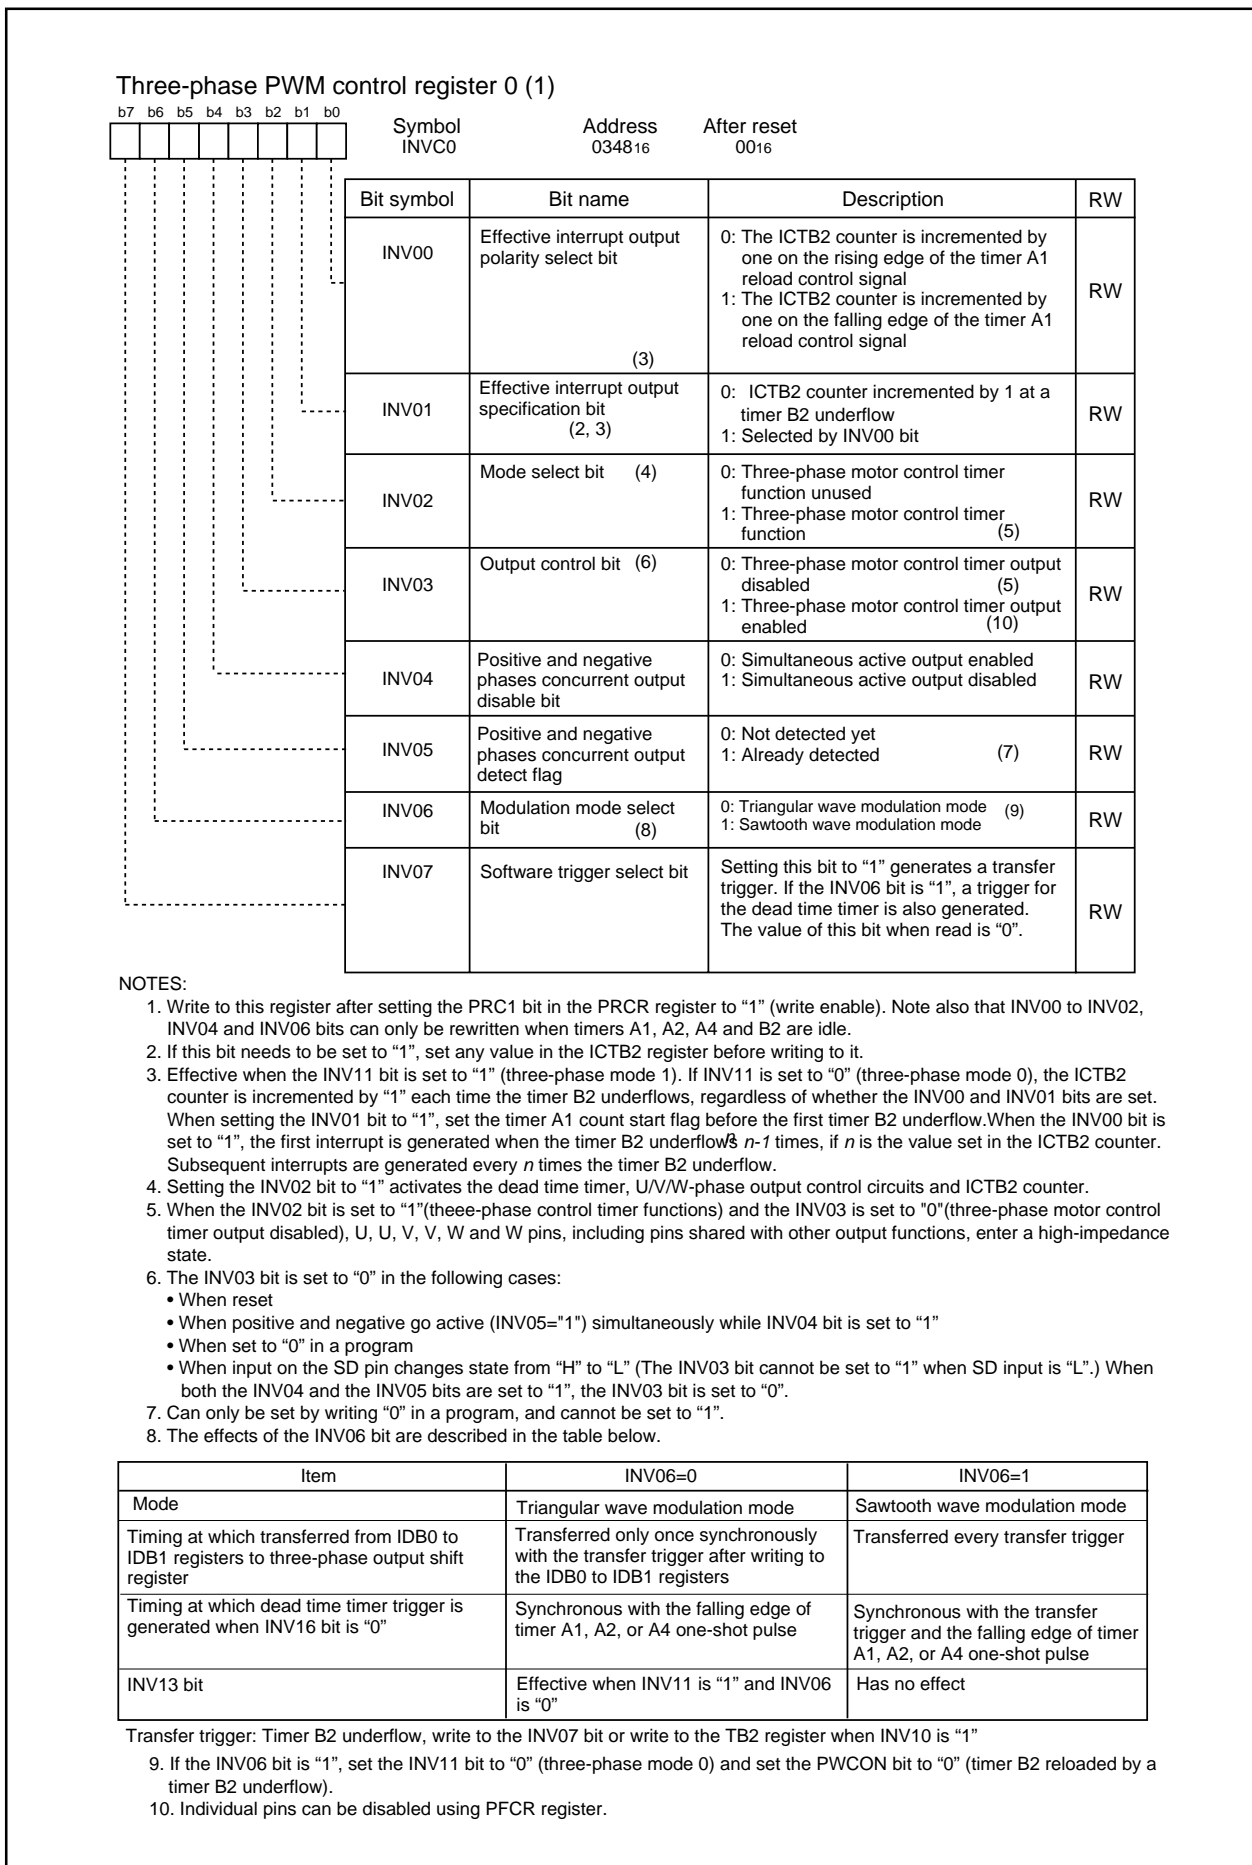 Three-phase PWM control register 0 (1)
b7 b6 b5 b4 b3 b2 b1 b0
Symbol Address After reset
INVC0 034816 0016
Bit symbol Bit name Description RW
INV00
Effective interrupt output
polarity select bit
(3)
0: The ICTB2 counter is incremented by
one on the rising edge of the timer A1
reload control signal
1: The ICTB2 counter is incremented by
one on the falling edge of the timer A1
reload control signal
RW
INV01
Effective interrupt output
specification bit
(2, 3)
0: ICTB2 counter incremented by 1 at a
timer B2 underflow
1: Selected by INV00 bit
RW
INV02
Mode select bit (4)
0: Three-phase motor control timer
function unused
1: Three-phase motor control timer
function (5)
RW
INV03
Output control bit (6)
0: Three-phase motor control timer output
disabled (5)
1: Three-phase motor control timer output
enabled (10)
RW
INV04
Positive and negative
phases concurrent output
disable bit
0: Simultaneous active output enabled
1: Simultaneous active output disabled
RW
INV05
Positive and negative
phases concurrent output
detect flag
0: Not detected yet
1: Already detected (7)
RW
INV06
Modulation mode select
bit (8)
0: Triangular wave modulation mode (9)
1: Sawtooth wave modulation mode
RW
INV07
Software trigger select bit
Setting this bit to “1” generates a transfer
trigger. If the INV06 bit is “1”, a trigger for
the dead time timer is also generated.
The value of this bit when read is “0”.
RW
NOTES:
1. Write to this register after setting the PRC1 bit in the PRCR register to “1” (write enable). Note also that INV00 to INV02,
INV04 and INV06 bits can only be rewritten when timers A1, A2, A4 and B2 are idle.
2. If this bit needs to be set to “1”, set any value in the ICTB2 register before writing to it.
3. Effective when the INV11 bit is set to “1” (three-phase mode 1). If INV11 is set to “0” (three-phase mode 0), the ICTB2
counter is incremented by “1” each time the timer B2 underflows, regardless of whether the INV00 and INV01 bits are set.
When setting the INV01 bit to “1”, set the timer A1 count start flag before the first timer B2 underflow.When the INV00 bit is
set to “1”, the first interrupt is generated when the timer B2 underflows n-1 times, if n is the value set in the ICTB2 counter.
Subsequent interrupts are generated every n times the timer B2 underflow.
4. Setting the INV02 bit to “1” activates the dead time timer, U/V/W-phase output control circuits and ICTB2 counter.
5. When the INV02 bit is set to “1”(theee-phase control timer functions) and the INV03 is set to "0"(three-phase motor control
timer output disabled), U, U, V, V, W and W pins, including pins shared with other output functions, enter a high-impedance
state.
6. The INV03 bit is set to “0” in the following cases:
• When reset
• When positive and negative go active (INV05="1") simultaneously while INV04 bit is set to “1”
• When set to “0” in a program
• When input on the SD pin changes state from “H” to “L” (The INV03 bit cannot be set to “1” when SD input is “L”.) When
both the INV04 and the INV05 bits are set to “1”, the INV03 bit is set to “0”.
7. Can only be set by writing “0” in a program, and cannot be set to “1”.
8. The effects of the INV06 bit are described in the table below.
Item INV06=0 INV06=1
Mode Triangular wave modulation mode Sawtooth wave modulation mode
Timing at which transferred from IDB0 to
IDB1 registers to three-phase output shift
register
Transferred only once synchronously
with the transfer trigger after writing to
the IDB0 to IDB1 registers
Transferred every transfer trigger
Timing at which dead time timer trigger is
generated when INV16 bit is “0”
Synchronous with the falling edge of
timer A1, A2, or A4 one-shot pulse
Synchronous with the transfer
trigger and the falling edge of timer
A1, A2, or A4 one-shot pulse
INV13 bit
Effective when INV11 is “1” and INV06
is “0”
Has no effect
Transfer trigger: Timer B2 underflow, write to the INV07 bit or write to the TB2 register when INV10 is “1”
9. If the INV06 bit is “1”, set the INV11 bit to “0” (three-phase mode 0) and set the PWCON bit to “0” (timer B2 reloaded by a
timer B2 underflow).
10. Individual pins can be disabled using PFCR register.